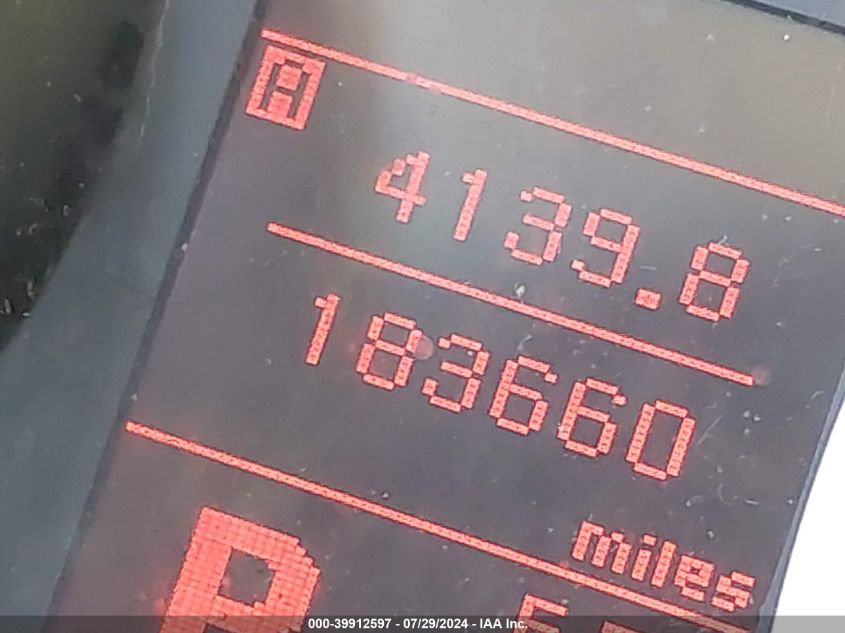 A
4139.8
183660
miles
P
000-39912597 - 07/29/2024 - IAA Inc.